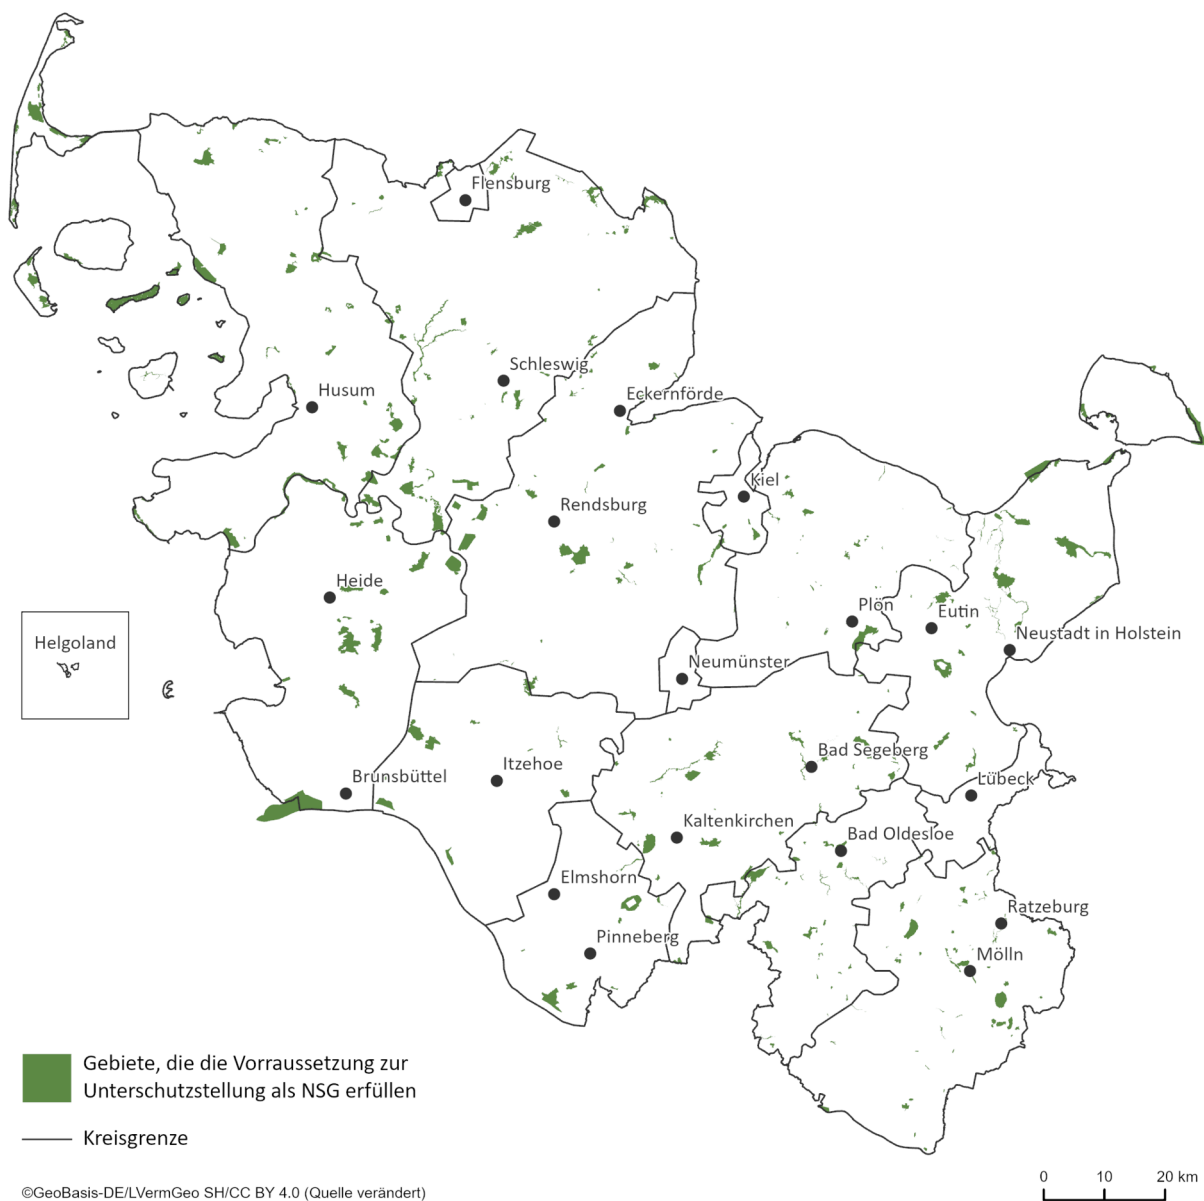 Flensburg
Schleswig
Husum
Eckernförde
Kiel
Rendsburg
Heide
Plön
Eutin
Helgoland
Neustadt in Holstein
Neumünster
Bad Segeberg
Itzehoe
Brunsbüttel
Lübeck
Kaltenkirchen
Bad Oldesloe
Elmshorn
Ratzeburg
Pinneberg
Mölln
Gebiete, die die Vorraussetzung zur
Unterschutzstellung als NSG erfüllen
Kreisgrenze
©GeoBasis-DE/LVermGeo SH/CC BY 4.0 (Quelle verändert)
0 10 20 km